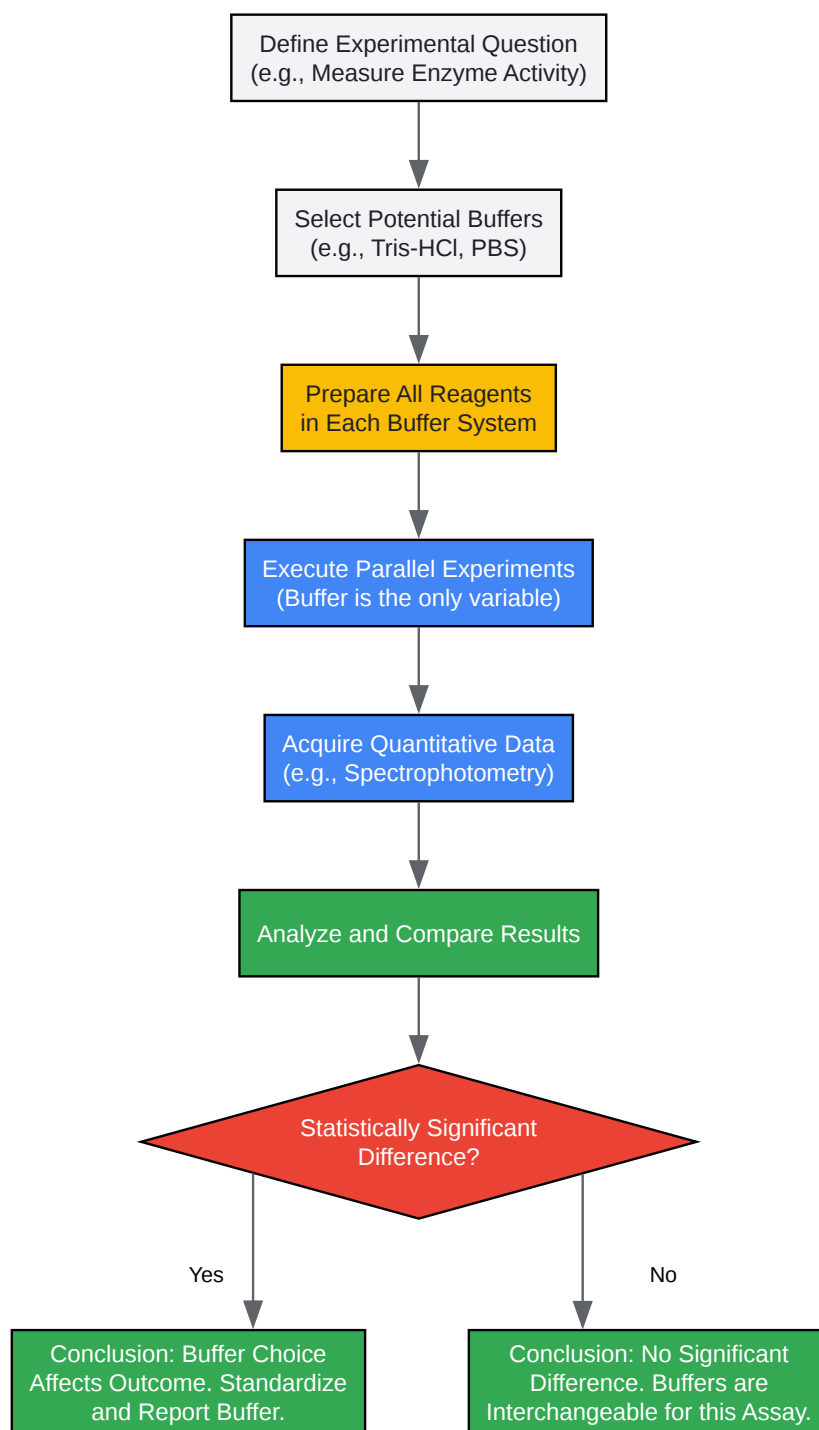 Define Experimental Question
(e.g., Measure Enzyme Activity)
Select Potential Buffers
(e.g., Tris-HCl, PBS)
Prepare All Reagents
in Each Buffer System
Execute Parallel Experiments
(Buffer is the only variable)
Acquire Quantitative Data
(e.g., Spectrophotometry)
Analyze and Compare Results
Statistically Significant
Difference?
Yes
No
Conclusion: Buffer Choice
Affects Outcome. Standardize
and Report Buffer.
Conclusion: No Significant
Difference. Buffers are
Interchangeable for this Assay.